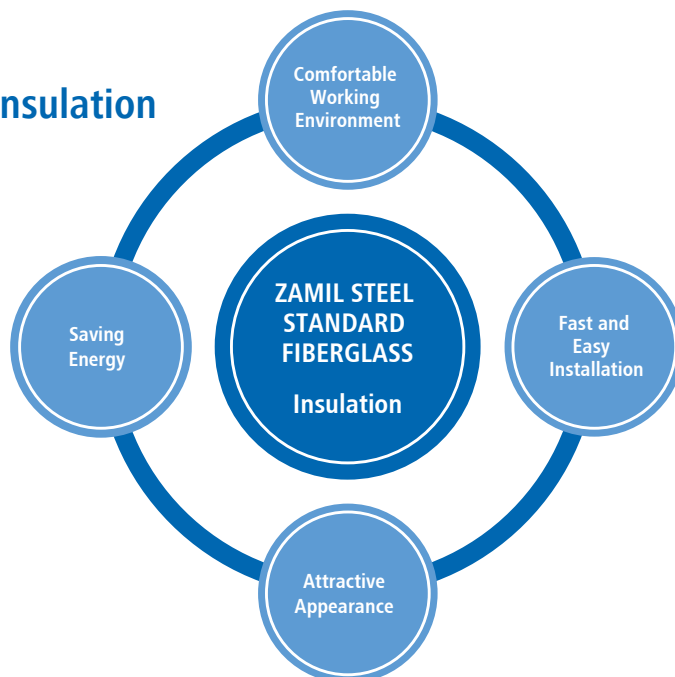 nsulation
Comfortable
Working
Environment
ZAMIL STEEL
STANDARD
FIBERGLASS
Insulation
Saving
Energy
Fast and
Easy
Installation
Attractive
Appearance